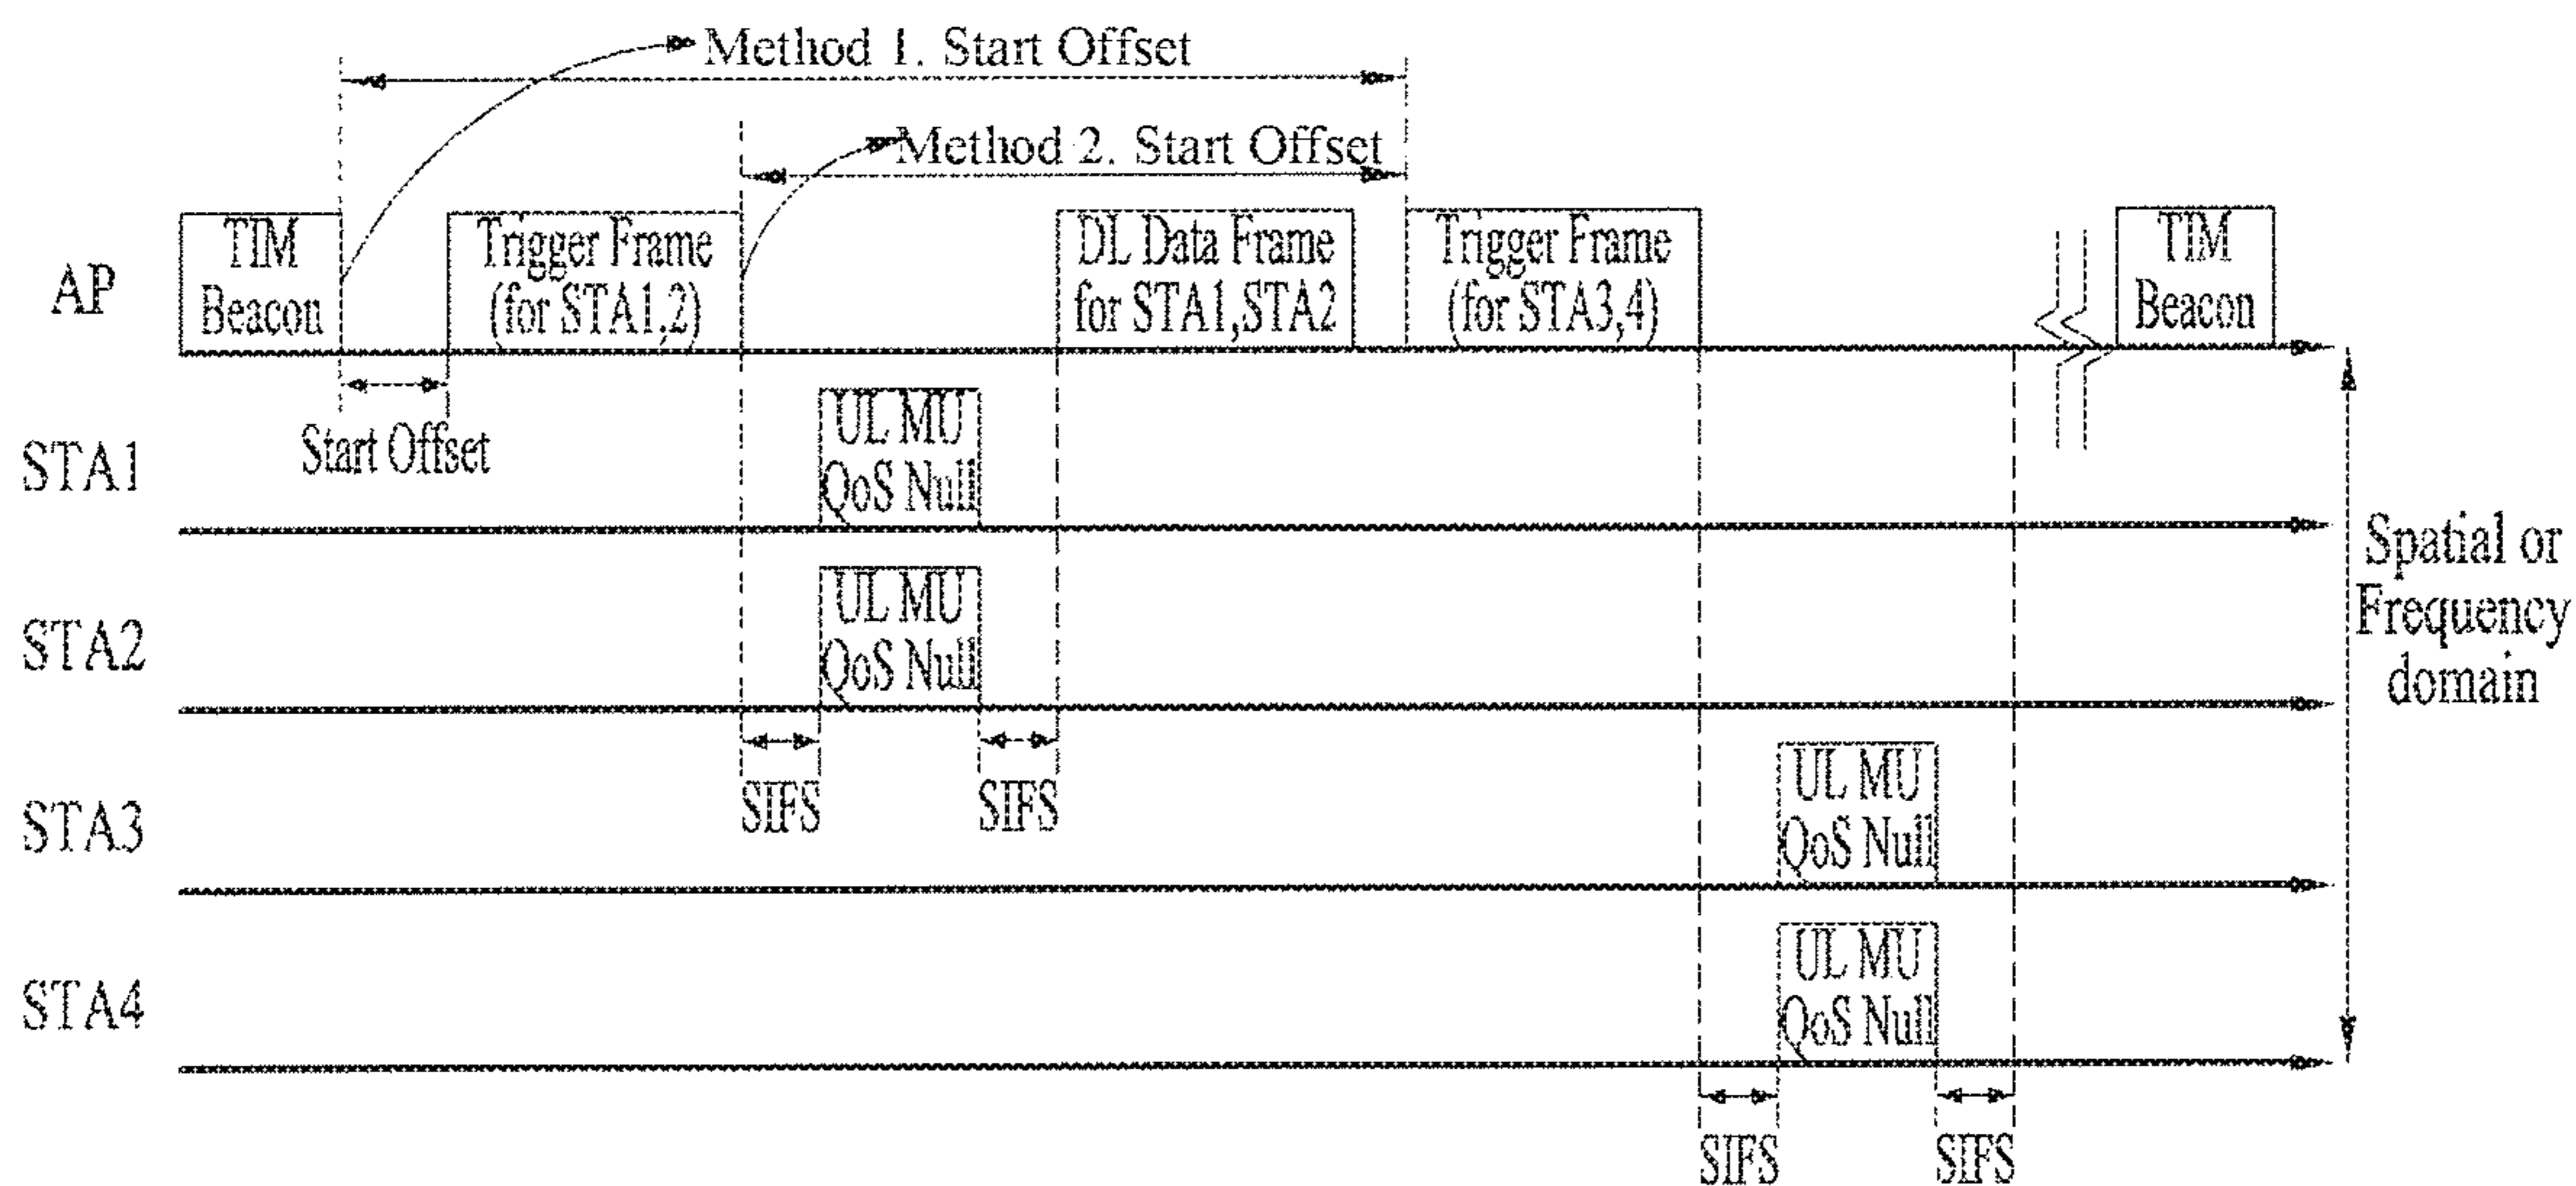 Method 1. Start Offset
Method 2. Start Offset
AP
TIM
Beacon
Trigger Frame
(for STA1,2)
DL Data Frame
for STA1,STA2
Trigger Frame
(for STA3,4)
TIM
Beacon
Start Offset
STA1
UL MU
QoS Null
STA2
UL MU
QoS Null
SIFS
SIFS
Spatial or
Frequency
domain
STA3
UL MU
QoS Null
STA4
UL MU
QoS Null
SIFS
SIFS